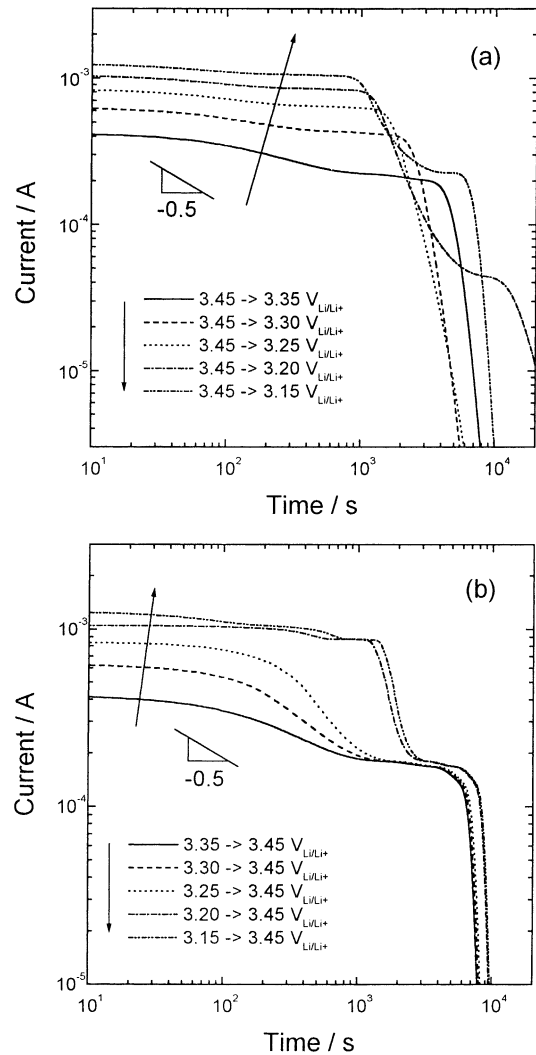 (a)
10⁻³
10⁻⁴
10⁻⁵
Current / A
-0.5
3.45 -> 3.35 V_Li/Li+
3.45 -> 3.30 V_Li/Li+
3.45 -> 3.25 V_Li/Li+
3.45 -> 3.20 V_Li/Li+
3.45 -> 3.15 V_Li/Li+
10¹ 10² 10³ 10⁴
Time / s
(b)
10⁻³
10⁻⁴
10⁻⁵
Current / A
-0.5
3.35 -> 3.45 V_Li/Li+
3.30 -> 3.45 V_Li/Li+
3.25 -> 3.45 V_Li/Li+
3.20 -> 3.45 V_Li/Li+
3.15 -> 3.45 V_Li/Li+
10¹ 10² 10³ 10⁴
Time / s